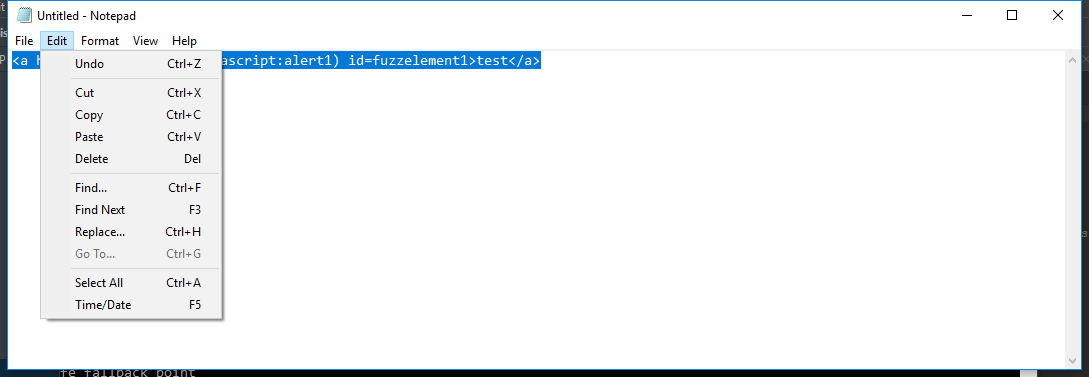 Untitled - Notepad
File Edit Format View Help
<a ascript:alert1) id=fuzzelement1>test</a>
Undo Ctrl+Z
Cut Ctrl+X
Copy Ctrl+C
Paste Ctrl+V
Delete Del
Find... Ctrl+F
Find Next F3
Replace... Ctrl+H
Go To... Ctrl+G
Select All Ctrl+A
Time/Date F5
fe fallback point